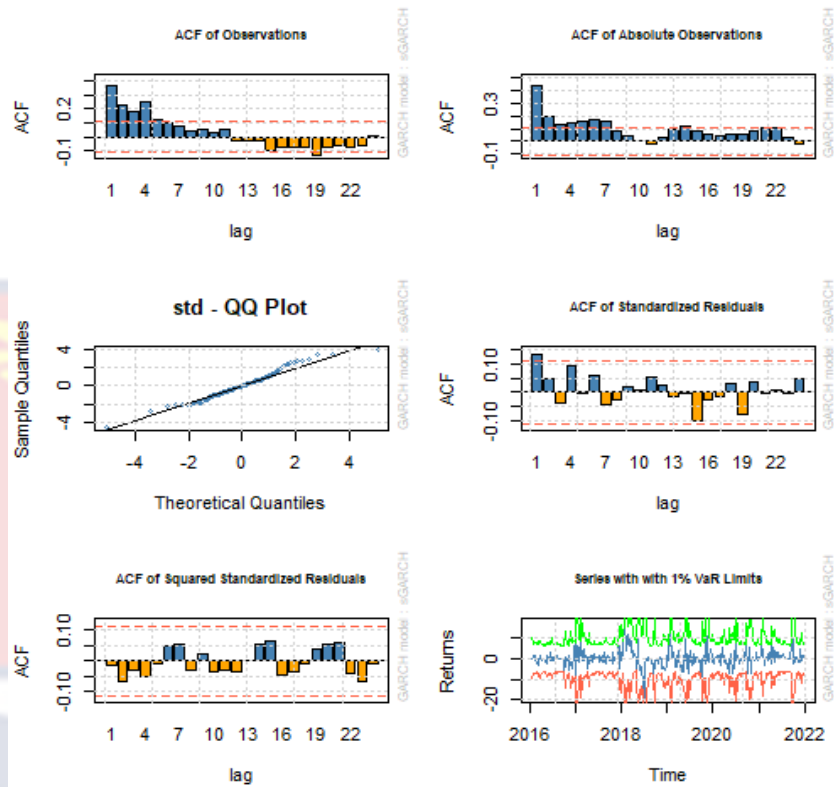 ACF of Observations
ACF
0.2
-0.1
1 4 7 10 13 16 19 22
lag
GARCH model : sGARCH
ACF of Absolute Observations
ACF
0.3
-0.1
1 4 7 10 13 16 19 22
lag
GARCH model : sGARCH
std - QQ Plot
Sample Quantiles
4
0
-4
-4 -2 0 2 4
Theoretical Quantiles
GARCH model : sGARCH
ACF of Standardized Residuals
ACF
0.10
-0.10
1 4 7 10 13 16 19 22
lag
GARCH model : sGARCH
ACF of Squared Standardized Residuals
ACF
0.10
-0.10
1 4 7 10 13 16 19 22
lag
GARCH model : sGARCH
Series with with 1% VaR Limits
Returns
0
-20
2016 2018 2020 2022
Time
GARCH model : sGARCH